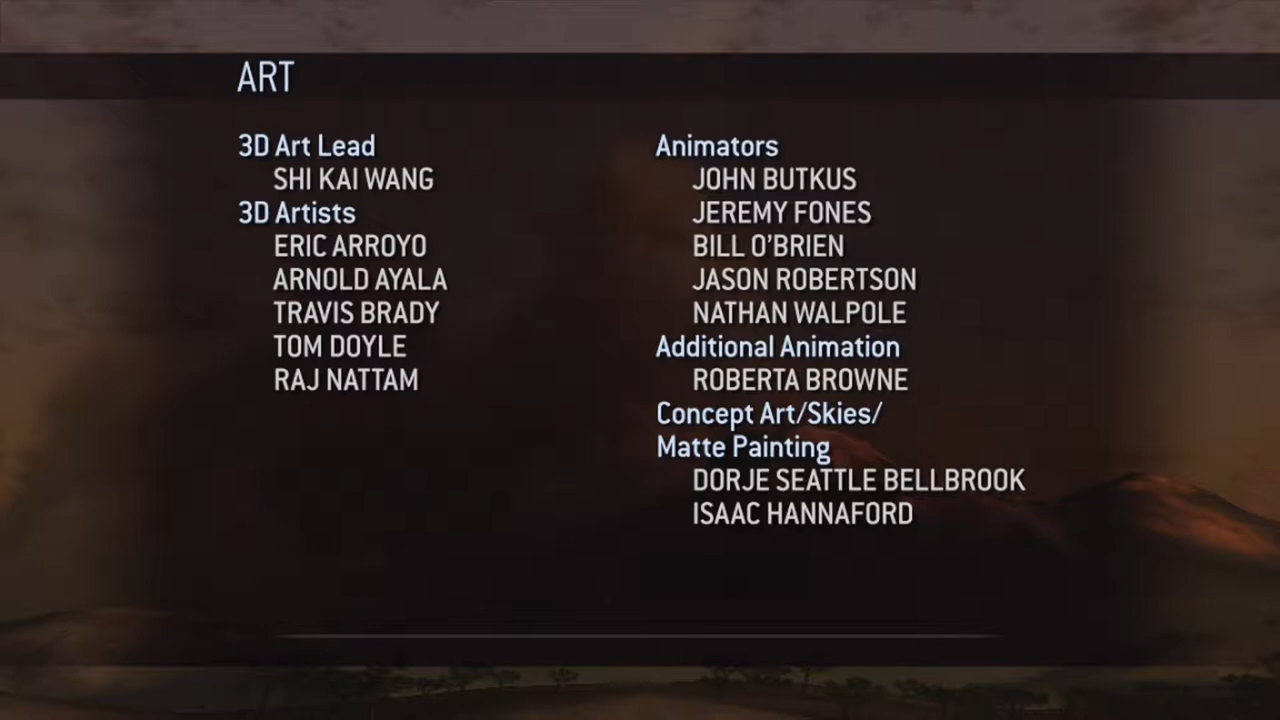 ART
3D Art Lead
SHI KAI WANG
3D Artists
ERIC ARROYO
ARNOLD AYALA
TRAVIS BRADY
TOM DOYLE
RAJ NATTAM
Animators
JOHN BUTKUS
JEREMY FONES
BILL O’BRIEN
JASON ROBERTSON
NATHAN WALPOLE
Additional Animation
ROBERTA BROWNE
Concept Art/Skies/
Matte Painting
DORJE SEATTLE BELLBROOK
ISAAC HANNAFORD